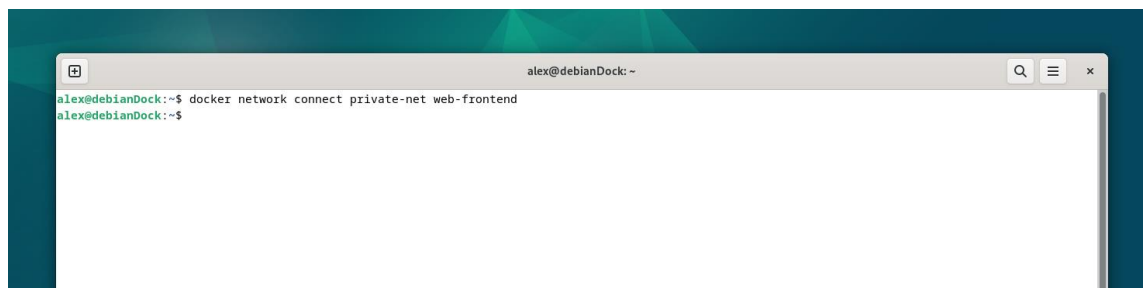 alex@debianDock: ~
alex@debianDock:~$ docker network connect private-net web-frontend
alex@debianDock:~$